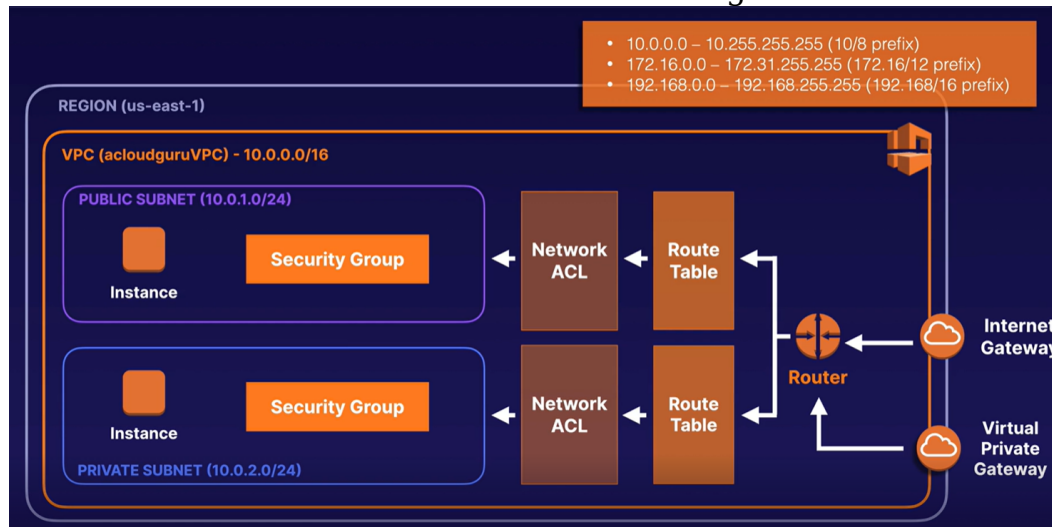 • 10.0.0.0 – 10.255.255.255 (10/8 prefix)
• 172.16.0.0 – 172.31.255.255 (172.16/12 prefix)
• 192.168.0.0 – 192.168.255.255 (192.168/16 prefix)
REGION (us-east-1)
VPC (acloudguruVPC) - 10.0.0.0/16
PUBLIC SUBNET (10.0.1.0/24)
Instance
Security Group
Network
ACL
Route
Table
Internet
Gateway
Router
Instance
Security Group
Network
ACL
Route
Table
Virtual
Private
Gateway
PRIVATE SUBNET (10.0.2.0/24)